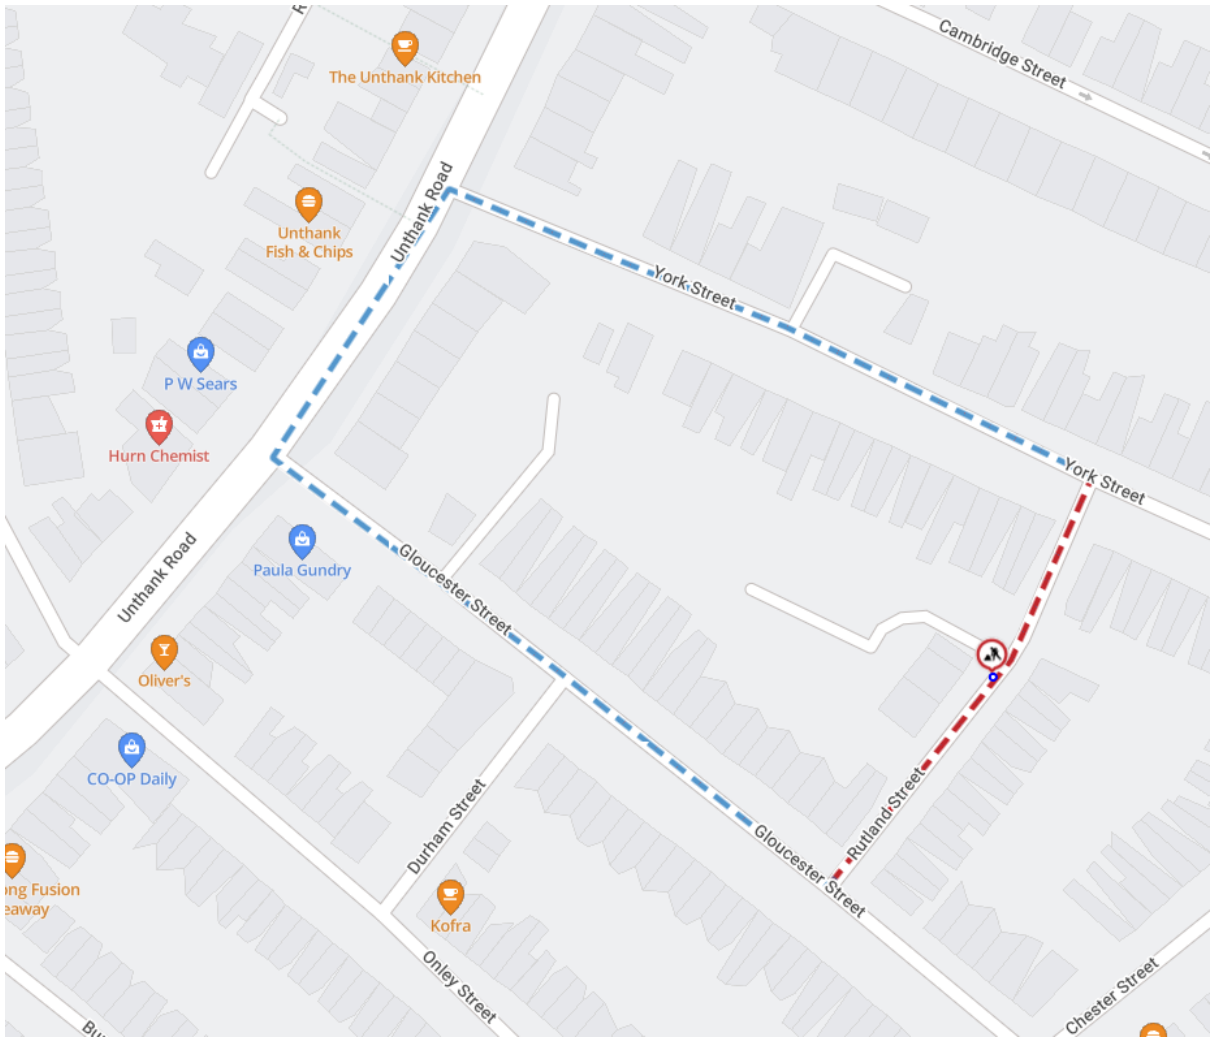 Cambridge Street
The Unthank Kitchen
Unthank Road
Unthank
Fish & Chips
York Street
P W Sears
Hurn Chemist
York Street
Gloucester Street
Unthank Road
Paula Gundry
Oliver's
CO-OP Daily
Durham Street
Rutland Street
Gloucester Street
ong Fusion
eaway
Kofra
Onley Street
Chester Street